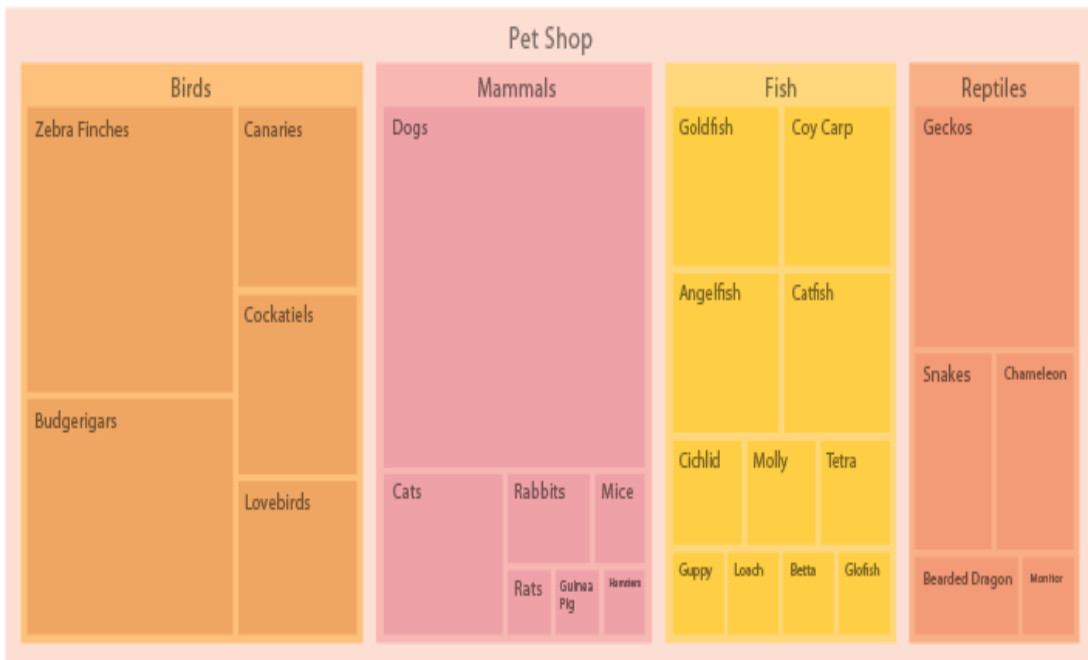 Pet Shop
Birds
Zebra Finches
Canaries
Cockatiels
Budgerigars
Lovebirds
Mammals
Dogs
Cats
Rabbits
Mice
Rats
Guinea
Pig
Hamsters
Fish
Goldfish
Coy Carp
Angelfish
Catfish
Cichlid
Molly
Tetra
Guppy
Loach
Betta
Glofish
Reptiles
Geckos
Snakes
Chameleon
Bearded Dragon
Monitor